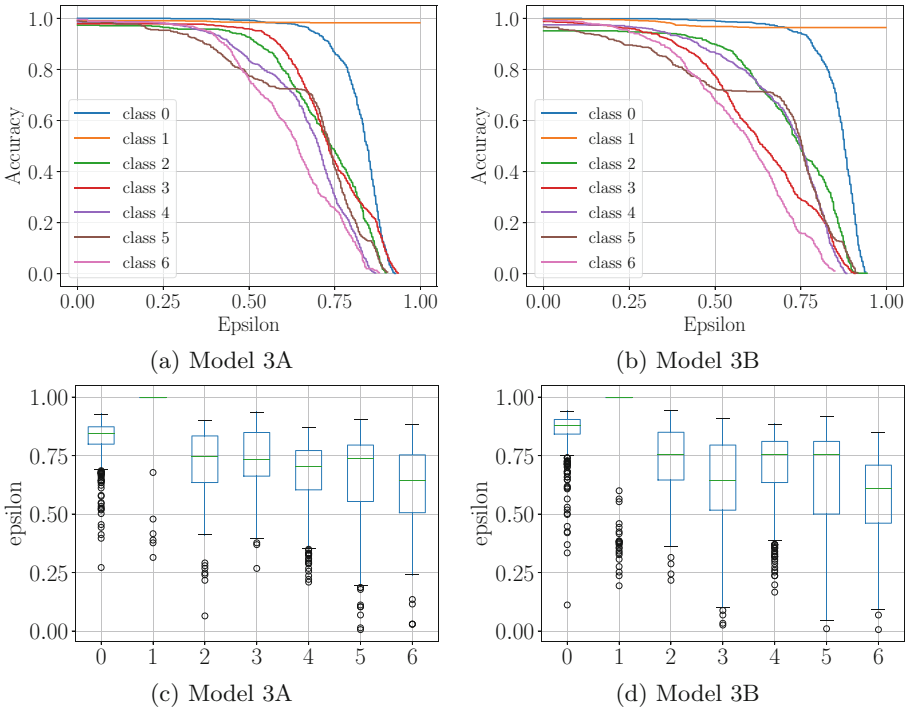 1.0
0.8
0.6
0.4
0.2
0.0
Accuracy
class 0
class 1
class 2
class 3
class 4
class 5
class 6
0.00 0.25 0.50 0.75 1.00
Epsilon
(a) Model 3A
1.0
0.8
0.6
0.4
0.2
0.0
Accuracy
class 0
class 1
class 2
class 3
class 4
class 5
class 6
0.00 0.25 0.50 0.75 1.00
Epsilon
(b) Model 3B
1.00
0.75
0.50
0.25
0.00
epsilon
0 1 2 3 4 5 6
(c) Model 3A
1.00
0.75
0.50
0.25
0.00
epsilon
0 1 2 3 4 5 6
(d) Model 3B